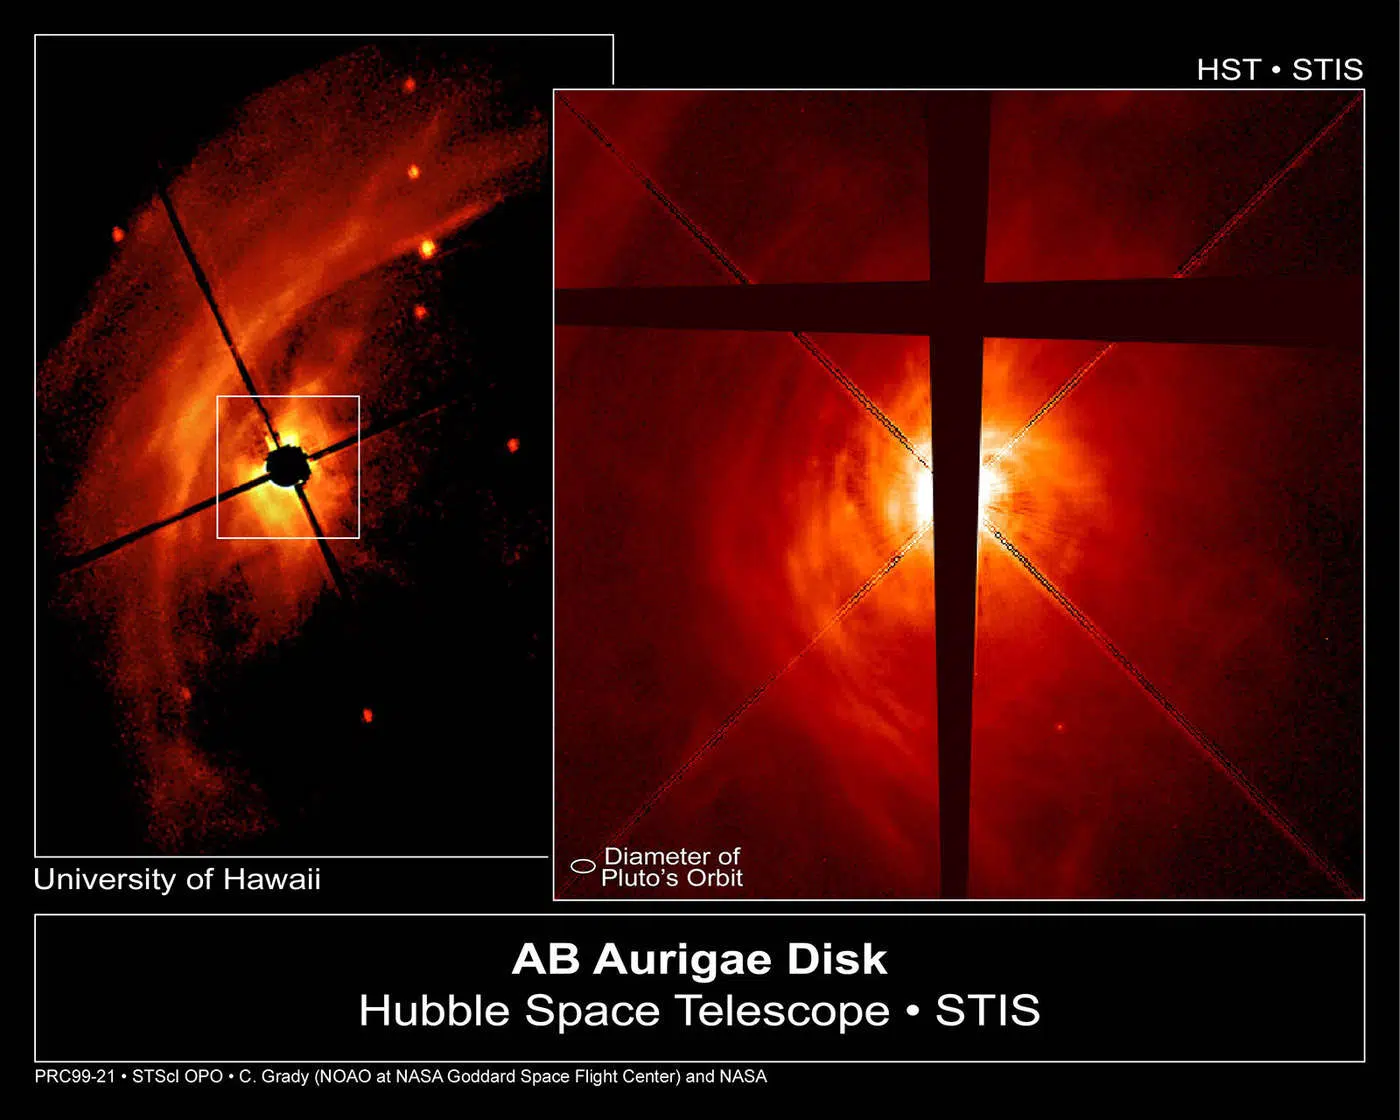 HST • STIS
University of Hawaii
Diameter of
Pluto's Orbit
AB Aurigae Disk
Hubble Space Telescope • STIS
PRC99-21 • STScI OPO • C. Grady (NOAO at NASA Goddard Space Flight Center) and NASA